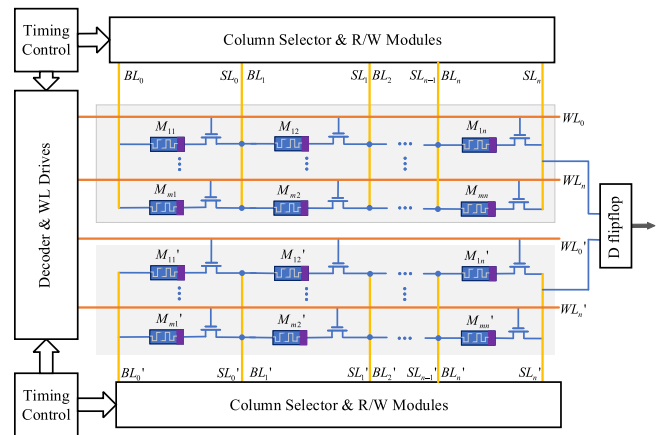 Timing Control
Column Selector & R/W Modules
BL₀ SL₀ BL₁ SL₁ BL₂ SLₙ₋₁ BLₙ SLₙ
WL₀
M₁₁ M₁₂ M₁ₙ
WLₙ
Mₘ₁ Mₘ₂ Mₘₙ
Decoder & WL Drives
D flipflop
WL₀'
M₁₁' M₁₂' M₁ₙ'
WLₙ'
Mₘ₁' Mₘ₂' Mₘₙ'
BL₀' SL₀' BL₁' SL₁' BL₂' SLₙ₋₁' BLₙ' SLₙ'
Timing Control
Column Selector & R/W Modules